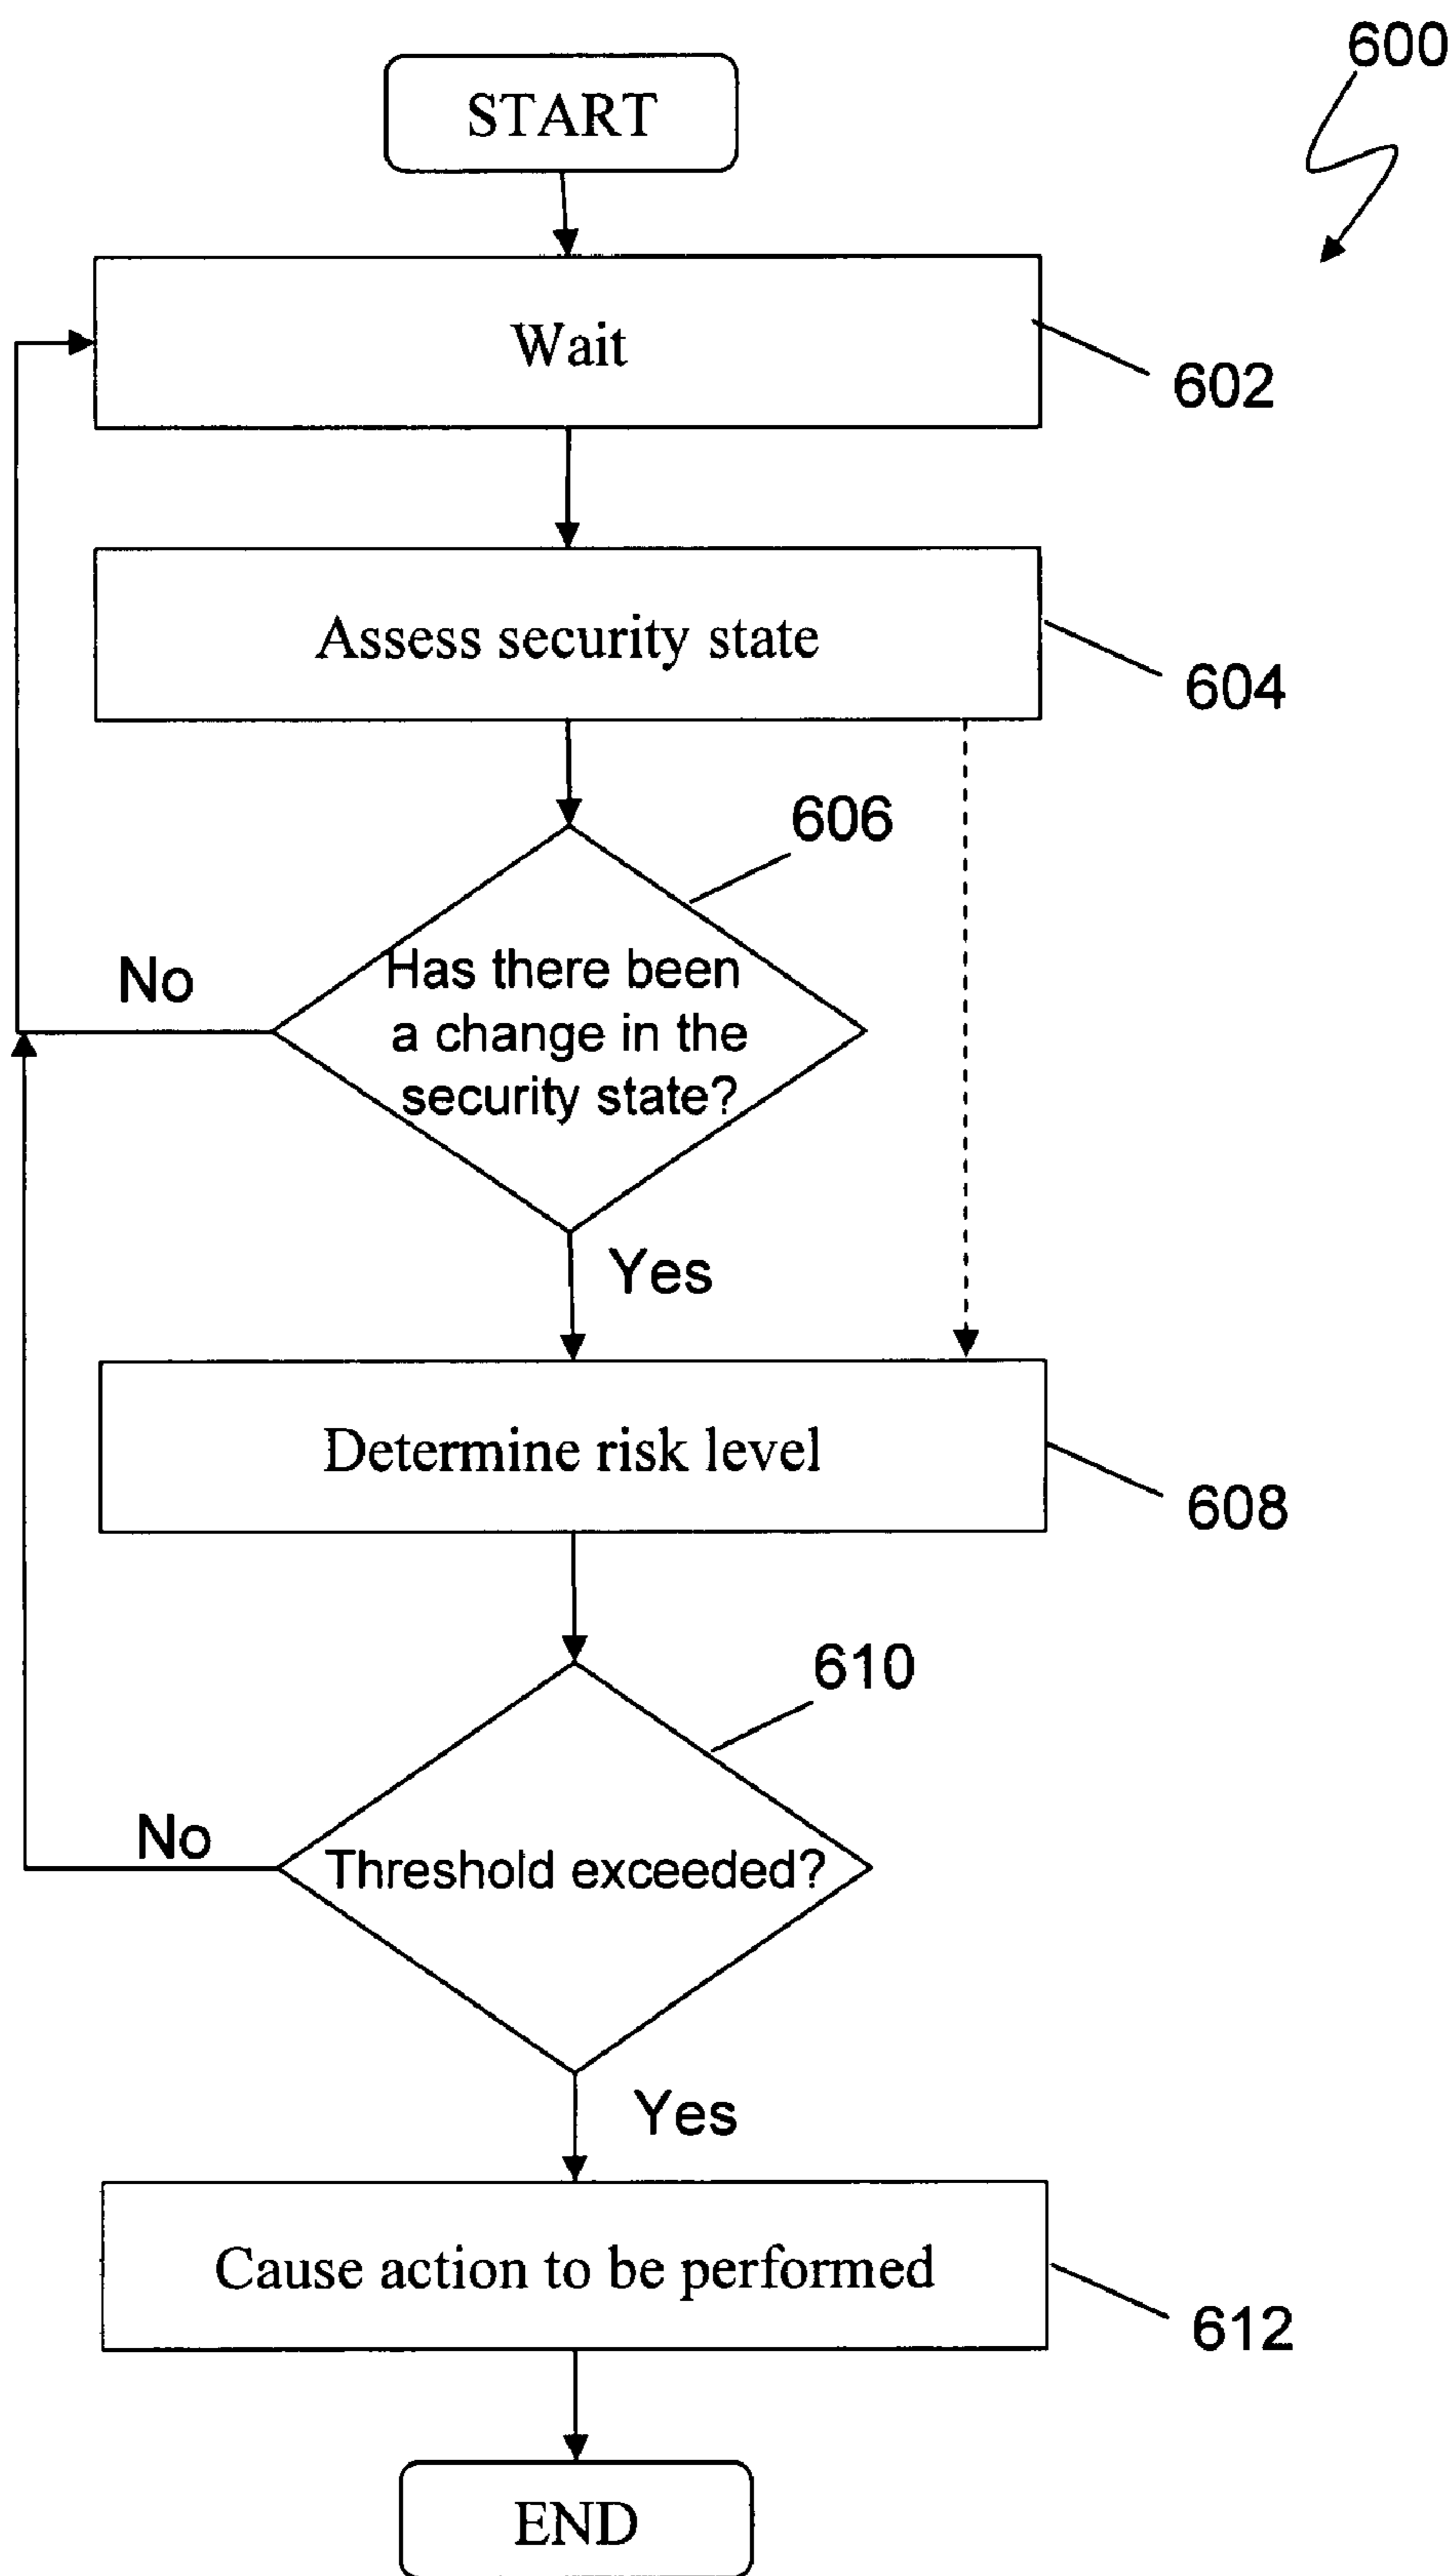 600
START
Wait
602
Assess security state
604
606
Has there been
a change in the
security state?
No
Yes
Determine risk level
608
610
Threshold exceeded?
No
Yes
Cause action to be performed
612
END